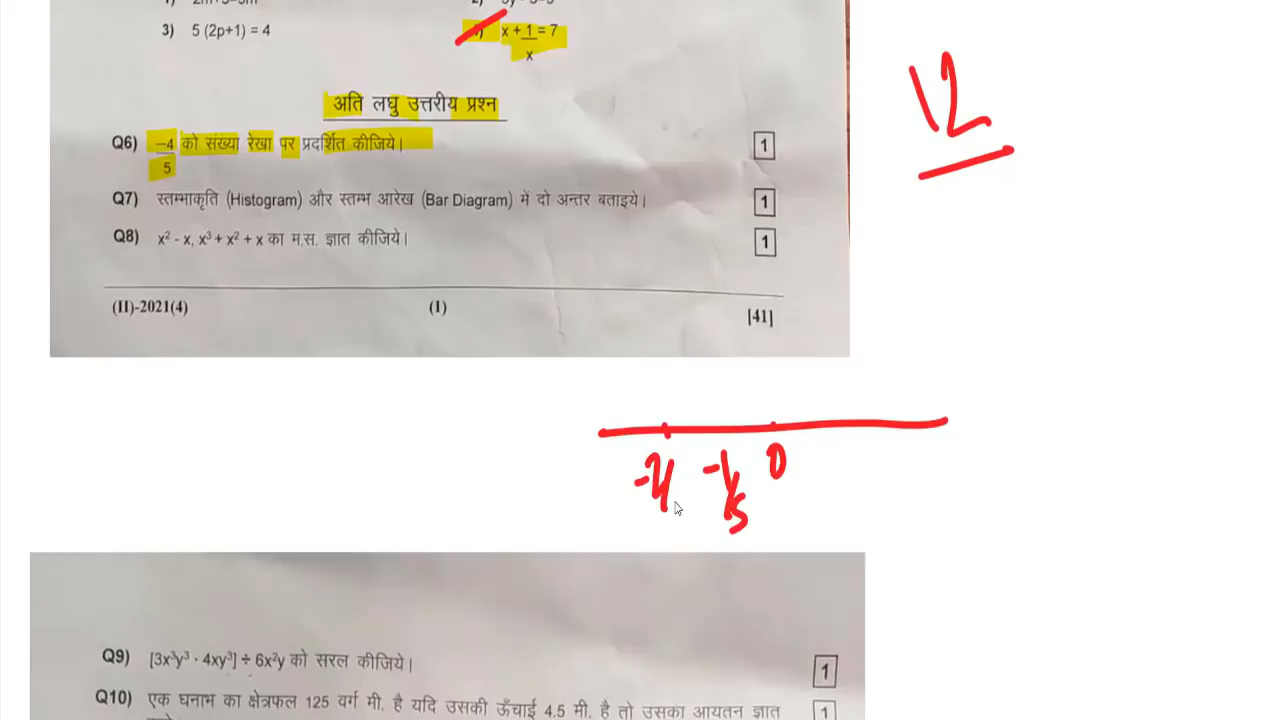 3) 5 (2p+1) = 4
x + 1 = 7
x
12
अति लघु उत्तरीय प्रश्न
Q6) -4 को संख्या रेखा पर प्रदर्शित कीजिये। 1
5
Q7) स्तम्भाकृति (Histogram) और स्तम्भ आरेख (Bar Diagram) में दो अन्तर बताइये। 1
Q8) x² - x, x³ + x² + x का म.स. ज्ञात कीजिये। 1
(II)-2021(4) (1) [41]
0
Q9) [3x³y³ · 4xy³] ÷ 6x²y को सरल कीजिये। 1
Q10) एक घनाभ का क्षेत्रफल 125 वर्ग मी. है यदि उसकी ऊँचाई 4.5 मी. है तो उसका आयतन ज्ञात 1